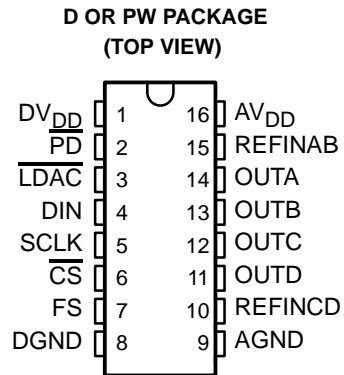 D OR PW PACKAGE
(TOP VIEW)
DVDD 1 16 AVDD
PD 2 15 REFINAB
LDAC 3 14 OUTA
DIN 4 13 OUTB
SCLK 5 12 OUTC
CS 6 11 OUTD
FS 7 10 REFINCD
DGND 8 9 AGND